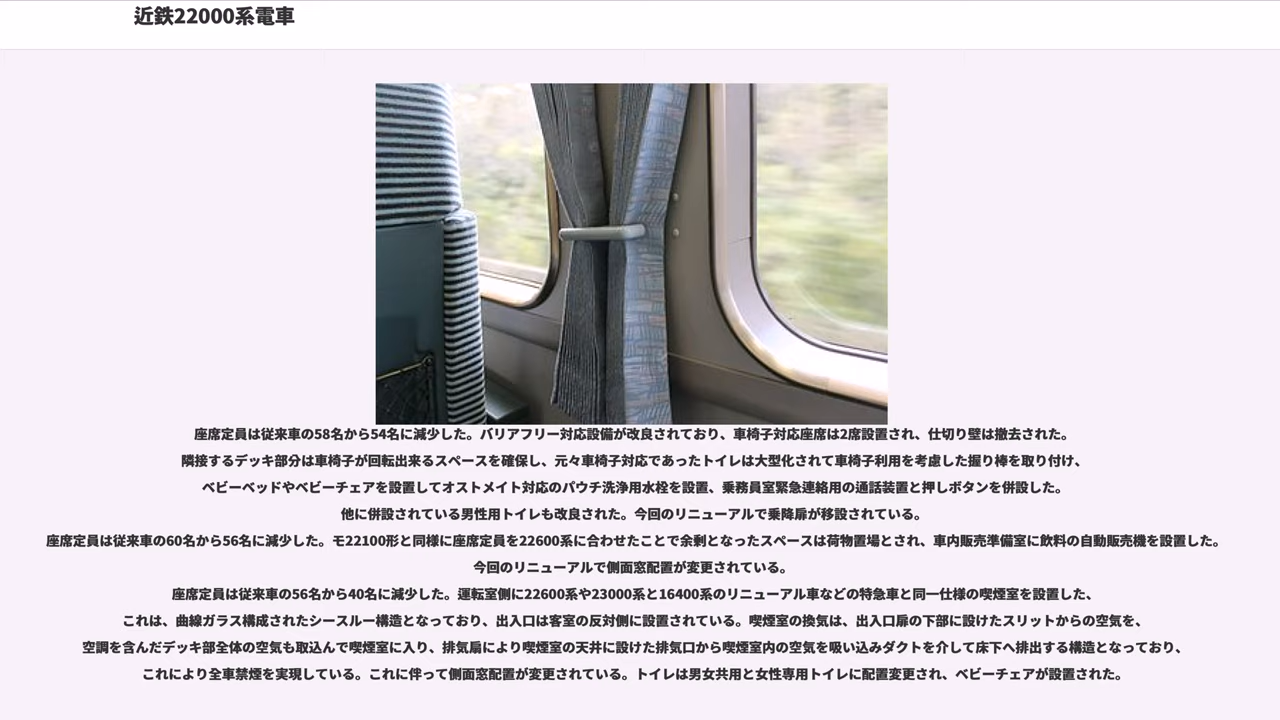 近鉄22000系電車
座席定員は従来車の58名から54名に減少した。バリアフリー対応設備が改良されており、車椅子対応座席は2席設置され、仕切り壁は撤去された。
隣接するデッキ部分は車椅子が回転出来るスペースを確保し、元々車椅子対応であったトイレは大型化されて車椅子利用を考慮した握り棒を取り付け、
ベビーベッドやベビーチェアを設置してオストメイト対応のパウチ洗浄用水栓を設置、乗務員室緊急連絡用の通話装置と押しボタンを併設した。
他に併設されている男性用トイレも改良された。今回のリニューアルで乗降扉が移設されている。
座席定員は従来車の60名から56名に減少した。モ22100形と同様に座席定員を22600系に合わせたことで余剰となったスペースは荷物置場とされ、車内販売準備室に飲料の自動販売機を設置した。
今回のリニューアルで側面窓配置が変更されている。
座席定員は従来車の56名から40名に減少した。運転室側に22600系や23000系と16400系のリニューアル車などの特急車と同一仕様の喫煙室を設置した、
これは、曲線ガラス構成されたシースルー構造となっており、出入口は客室の反対側に設置されている。喫煙室の換気は、出入口扉の下部に設けたスリットからの空気を、
空調を含んだデッキ部全体の空気も取込んで喫煙室に入り、排気扇により喫煙室の天井に設けた排気口から喫煙室内の空気を吸い込みダクトを介して床下へ排出する構造となっており、
これにより全車禁煙を実現している。これに伴って側面窓配置が変更されている。トイレは男女共用と女性専用トイレに配置変更され、ベビーチェアが設置された。